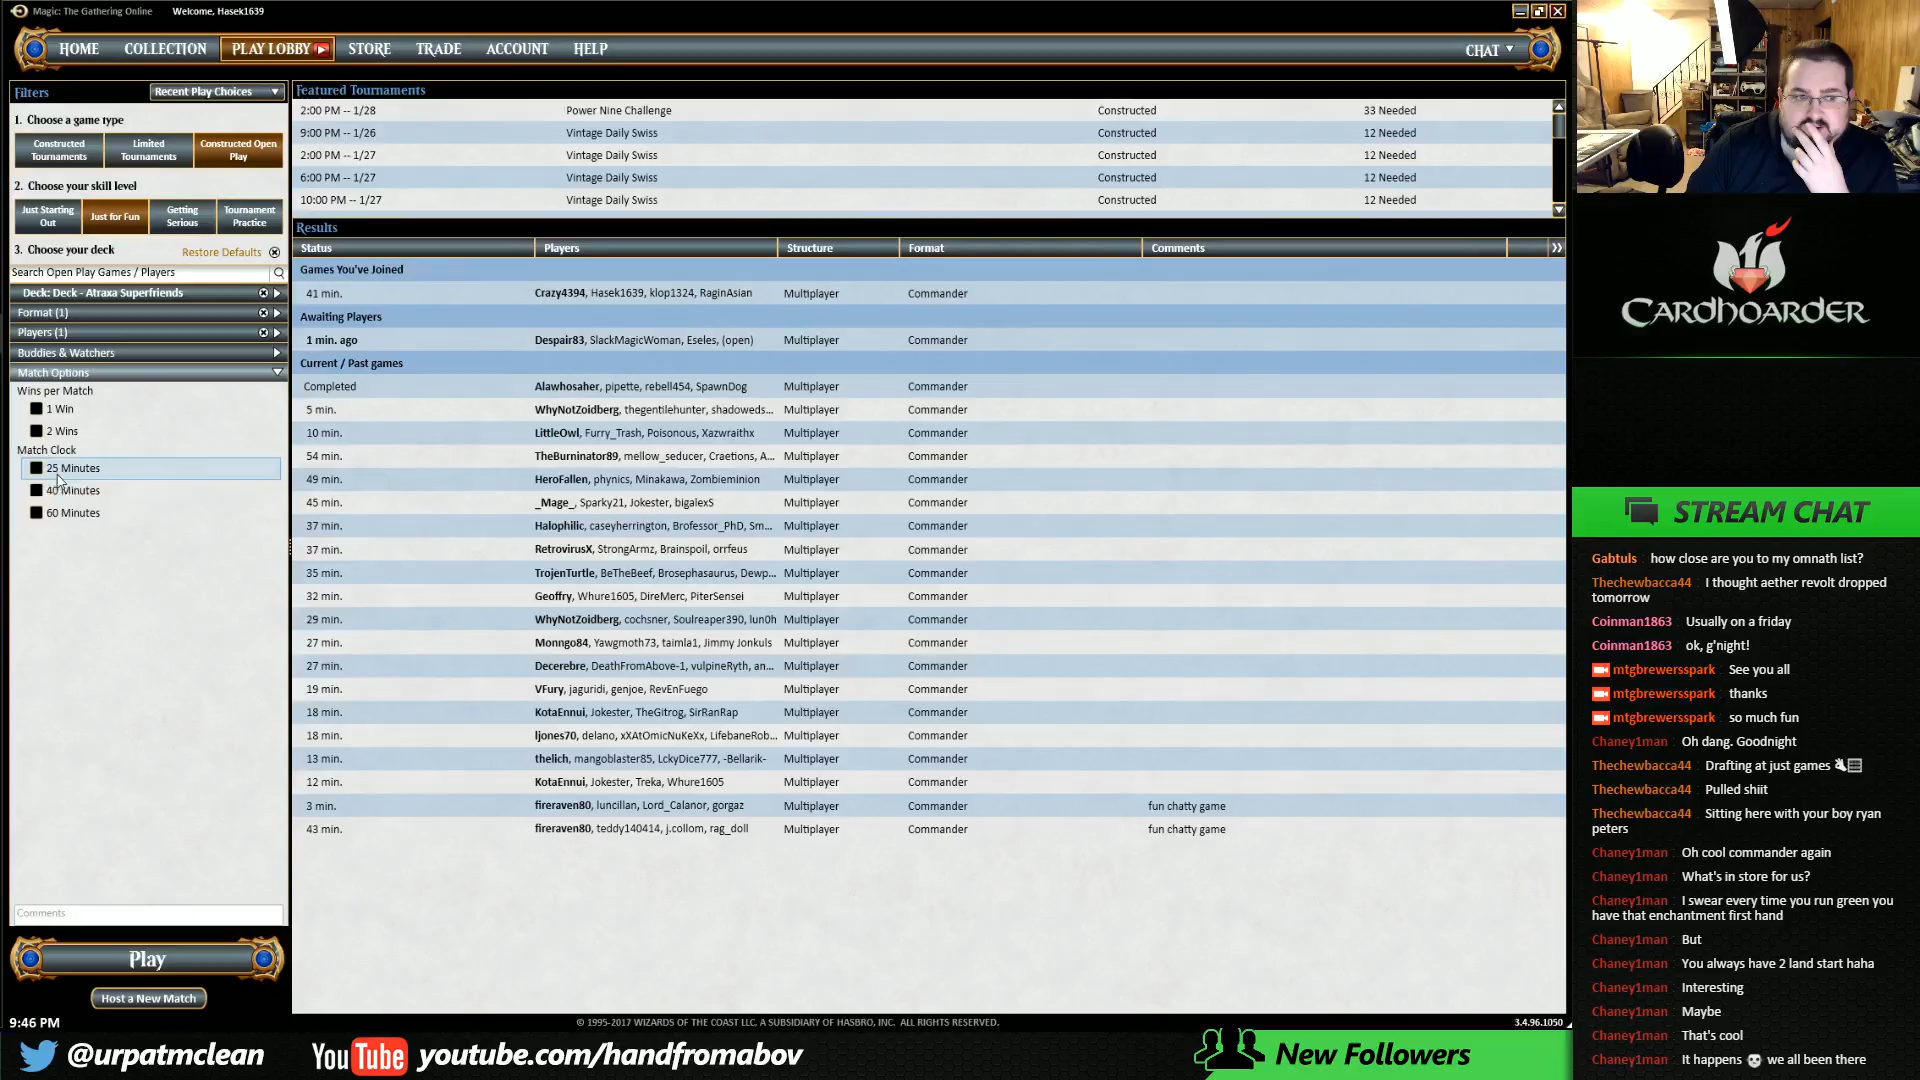 Magic: The Gathering Online Welcome, Hasek1639
HOME COLLECTION PLAY LOBBY STORE TRADE ACCOUNT HELP CHAT
Filters Recent Play Choices
1. Choose a game type
Constructed Tournaments Limited Tournaments Constructed Open Play
2. Choose your skill level
Just Starting Out Just for Fun Getting Serious Tournament Practice
3. Choose your deck Restore Defaults
Search Open Play Games / Players
Deck: Deck - Atraxa Superfriends
Format (1)
Players (1)
Buddies & Watchers
Match Options
Wins per Match
1 Win
2 Wins
Match Clock
25 Minutes
40 Minutes
60 Minutes
Comments
Play
Host a New Match
9:46 PM
Featured Tournaments
2:00 PM -- 1/28 Power Nine Challenge Constructed 33 Needed
9:00 PM -- 1/26 Vintage Daily Swiss Constructed 12 Needed
2:00 PM -- 1/27 Vintage Daily Swiss Constructed 12 Needed
6:00 PM -- 1/27 Vintage Daily Swiss Constructed 12 Needed
10:00 PM -- 1/27 Vintage Daily Swiss Constructed 12 Needed
Results
Status Players Structure Format Comments
Games You've Joined
41 min. Crazy4394, Hasek1639, klop1324, RaginAsian Multiplayer Commander
Awaiting Players
1 min. ago Despair83, SlackMagicWoman, Eseles, (open) Multiplayer Commander
Current / Past games
Completed Alawhosaher, pipette, rebell454, SpawnDog Multiplayer Commander
5 min. WhyNotZoidberg, thegentilehunter, shadoweds... Multiplayer Commander
10 min. LittleOwl, Furry_Trash, Poisonous, Xazwraithx Multiplayer Commander
54 min. TheBurninator89, mellow_seducer, Craetions, A... Multiplayer Commander
49 min. HeroFallen, phynics, Minakawa, Zombieminion Multiplayer Commander
45 min. _Mage_, Sparky21, Jokester, bigalexS Multiplayer Commander
37 min. Halophilic, caseyherrington, Brofessor_PhD, Sm... Multiplayer Commander
37 min. RetrovirusX, StrongArmz, Brainspoil, orrfeus Multiplayer Commander
35 min. TrojenTurtle, BeTheBeef, Brosephasaurus, Dewp... Multiplayer Commander
32 min. Geoffry, Whure1605, DireMerc, PiterSensei Multiplayer Commander
29 min. WhyNotZoidberg, cochsner, Soulreaper390, lun0h Multiplayer Commander
27 min. Monngo84, Yawgmoth73, taimla1, Jimmy Jonkuls Multiplayer Commander
27 min. Decerebre, DeathFromAbove-1, vulpineRyth, an... Multiplayer Commander
19 min. VFury, jaguridi, genjoe, RevEnFuego Multiplayer Commander
18 min. KotaEnnui, Jokester, TheGitrog, SirRanRap Multiplayer Commander
18 min. ljones70, delano, xXAtOmicNuKeXx, LifebaneRob... Multiplayer Commander
13 min. thelich, mangoblaster85, LckyDice777, -Bellarik- Multiplayer Commander
12 min. KotaEnnui, Jokester, Treka, Whure1605 Multiplayer Commander
3 min. fireraven80, luncillan, Lord_Calanor, gorgaz Multiplayer Commander fun chatty game
43 min. fireraven80, teddy140414, j.collom, rag_doll Multiplayer Commander fun chatty game
© 1995-2017 WIZARDS OF THE COAST LLC, A SUBSIDIARY OF HASBRO, INC. ALL RIGHTS RESERVED. 3.4.96.1050
CARDHOARDER
STREAM CHAT
Gabtuls how close are you to my omnath list?
Thechewbacca44 I thought aether revolt dropped
tomorrow
Coinman1863 Usually on a friday
Coinman1863 ok, g'night!
mtgbrewersspark See you all
mtgbrewersspark thanks
mtgbrewersspark so much fun
Chaney1man Oh dang. Goodnight
Thechewbacca44 Drafting at just games
Thechewbacca44 Pulled shiit
Thechewbacca44 Sitting here with your boy ryan
peters
Chaney1man Oh cool commander again
Chaney1man What's in store for us?
Chaney1man I swear every time you run green you
have that enchantment first hand
Chaney1man But
Chaney1man You always have 2 land start haha
Chaney1man Interesting
Chaney1man Maybe
Chaney1man That's cool
Chaney1man It happens we all been there
@urpatmclean YouTube youtube.com/handfromabov New Followers